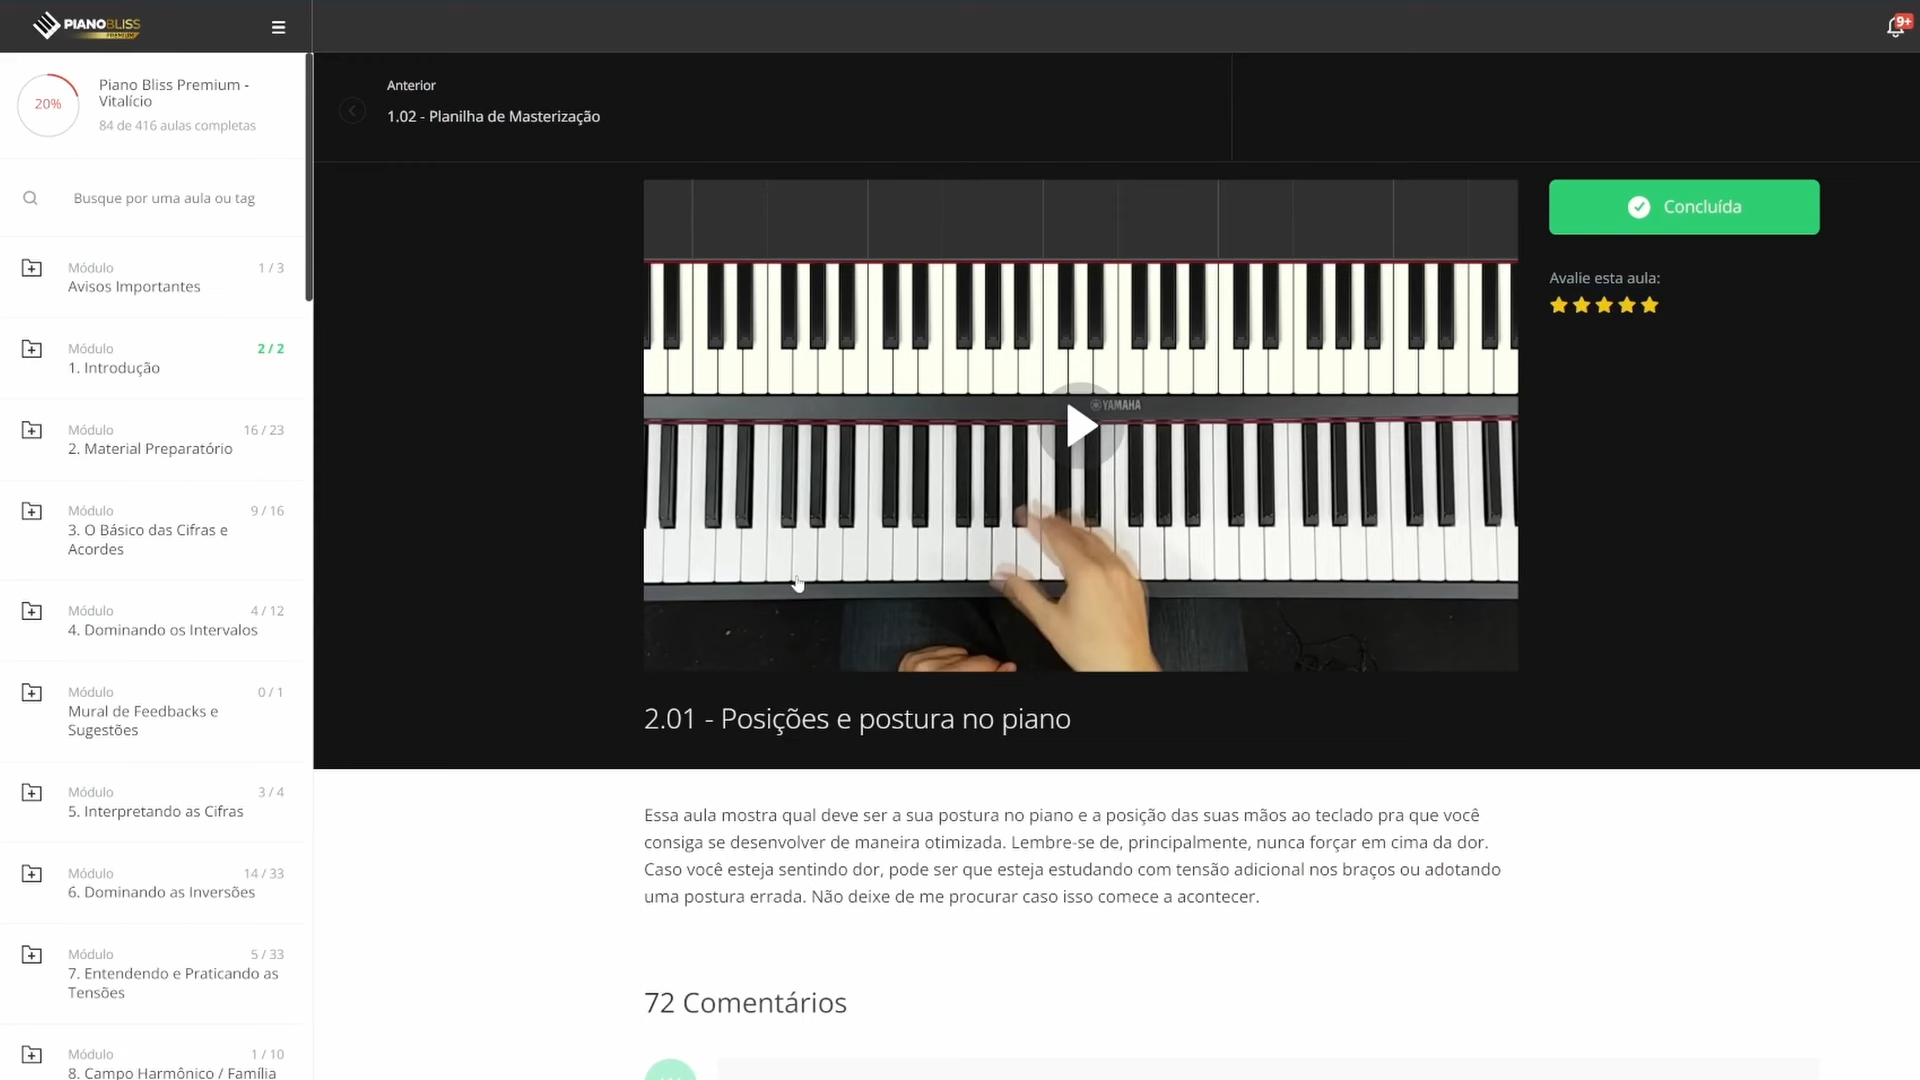 PIANOBLISS
PREMIUM
9+
20%
Piano Bliss Premium -
Vitalício
84 de 416 aulas completas
Busque por uma aula ou tag
Módulo 1 / 3
Avisos Importantes
Módulo 2 / 2
1. Introdução
Módulo 16 / 23
2. Material Preparatório
Módulo 9 / 16
3. O Básico das Cifras e
Acordes
Módulo 4 / 12
4. Dominando os Intervalos
Módulo 0 / 1
Mural de Feedbacks e
Sugestões
Módulo 3 / 4
5. Interpretando as Cifras
Módulo 14 / 33
6. Dominando as Inversões
Módulo 5 / 33
7. Entendendo e Praticando as
Tensões
Módulo 1 / 10
8. Campo Harmônico / Família
Anterior
1.02 - Planilha de Masterização
YAMAHA
Concluída
Avalie esta aula:
2.01 - Posições e postura no piano
Essa aula mostra qual deve ser a sua postura no piano e a posição das suas mãos ao teclado pra que você
consiga se desenvolver de maneira otimizada. Lembre-se de, principalmente, nunca forçar em cima da dor.
Caso você esteja sentindo dor, pode ser que esteja estudando com tensão adicional nos braços ou adotando
uma postura errada. Não deixe de me procurar caso isso comece a acontecer.
72 Comentários